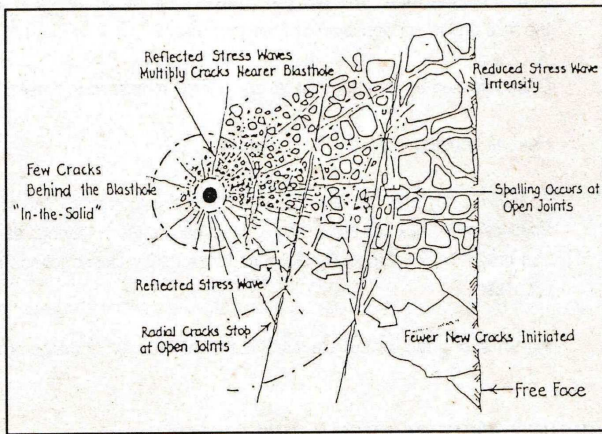 Reflected Stress Waves
Multiply Cracks Nearer Blasthole
Reduced Stress Wave
Intensity
Few Cracks
Behind the Blasthole
"In-the-Solid"
Spalling Occurs at
Open Joints
Reflected Stress Wave
Radial Cracks Stop
at Open Joints
Fewer New Cracks Initiated
Free Face